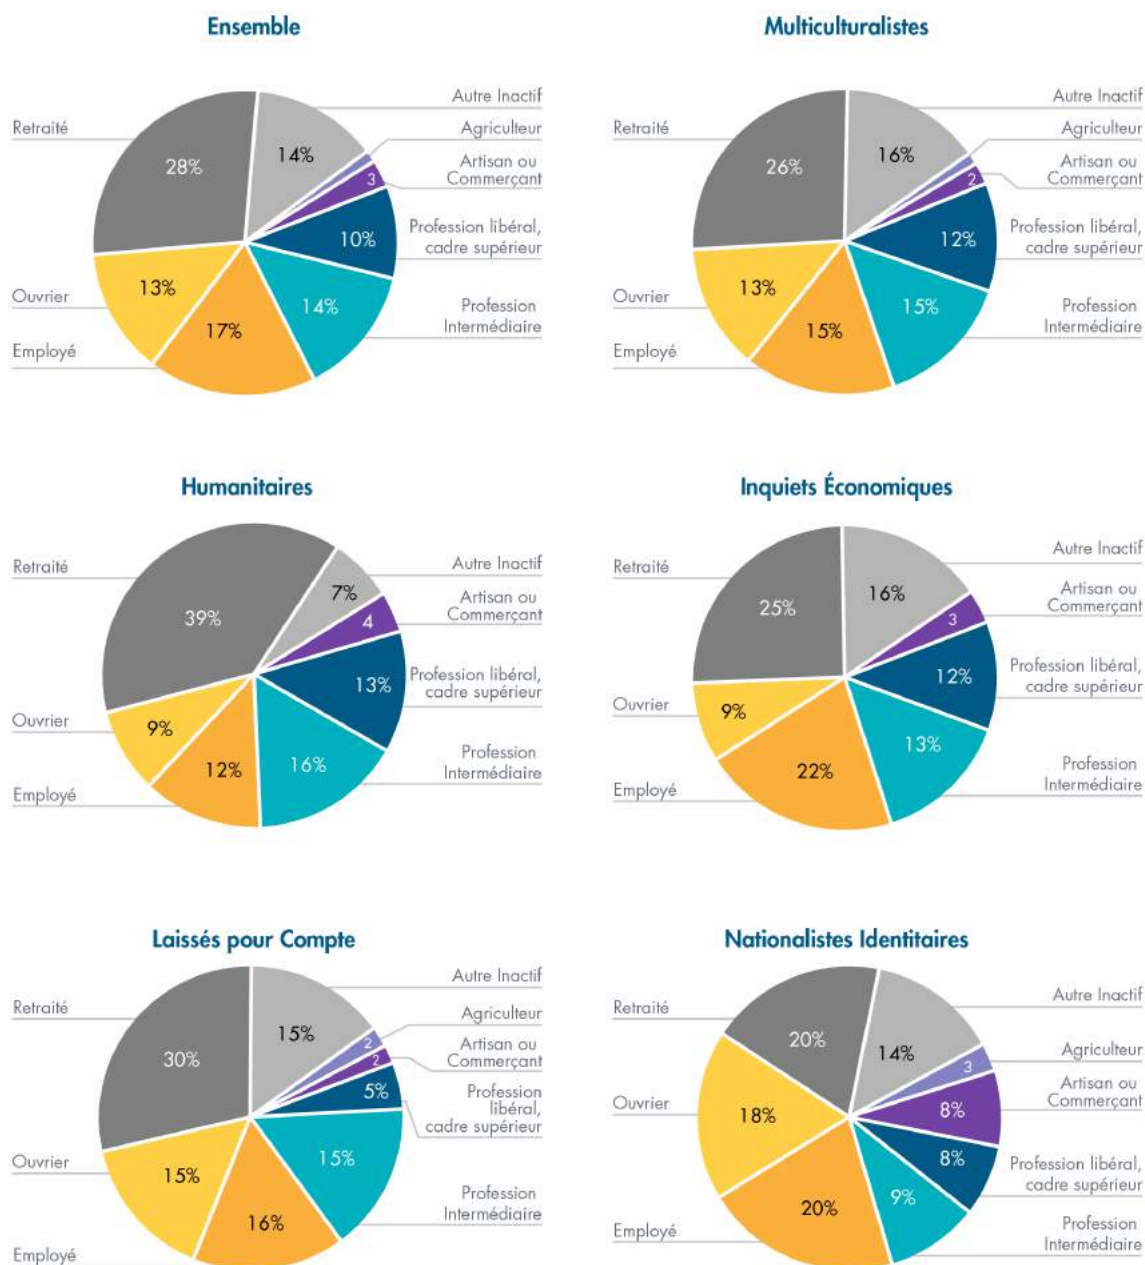 Ensemble
Autre Inactif
Agriculteur
Artisan ou
Commerçant
Profession libéral,
cadre supérieur
Profession
Intermédiaire
Retraité
Ouvrier
Employé
28%
14%
3
10%
14%
17%
13%
Multiculturalistes
Autre Inactif
Agriculteur
Artisan ou
Commerçant
Profession libéral,
cadre supérieur
Profession
Intermédiaire
Retraité
Ouvrier
Employé
26%
16%
2
12%
15%
15%
13%
Humanitaires
Autre Inactif
Artisan ou
Commerçant
Profession libéral,
cadre supérieur
Profession
Intermédiaire
Retraité
Ouvrier
Employé
39%
7%
4
13%
16%
12%
9%
Inquiets Économiques
Autre Inactif
Artisan ou
Commerçant
Profession libéral,
cadre supérieur
Profession
Intermédiaire
Retraité
Ouvrier
Employé
25%
16%
3
12%
13%
22%
9%
Laissés pour Compte
Autre Inactif
Agriculteur
Artisan ou
Commerçant
Profession
libéral,
cadre supérieur
Profession
Intermédiaire
Retraité
Ouvrier
Employé
30%
15%
2
2
5%
15%
16%
15%
Nationalistes Identitaires
Autre Inactif
Agriculteur
Artisan ou
Commerçant
Profession libéral,
cadre supérieur
Profession
Intermédiaire
Retraité
Ouvrier
Employé
20%
14%
3
8%
8%
9%
20%
18%